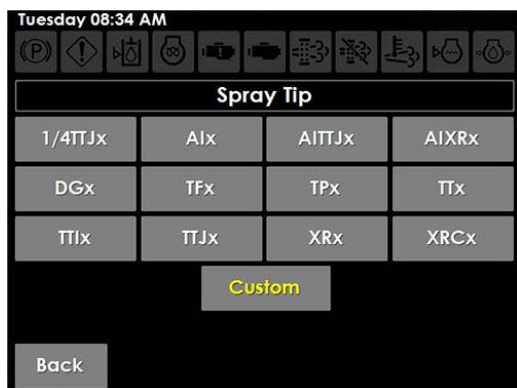 Tuesday 08:34 AM
(P)
Spray Tip
1/4TTJx AIx AITTJx AIXRx
DGx TFx TPx TTx
TTIx TTJx XRx XRCx
Custom
Back